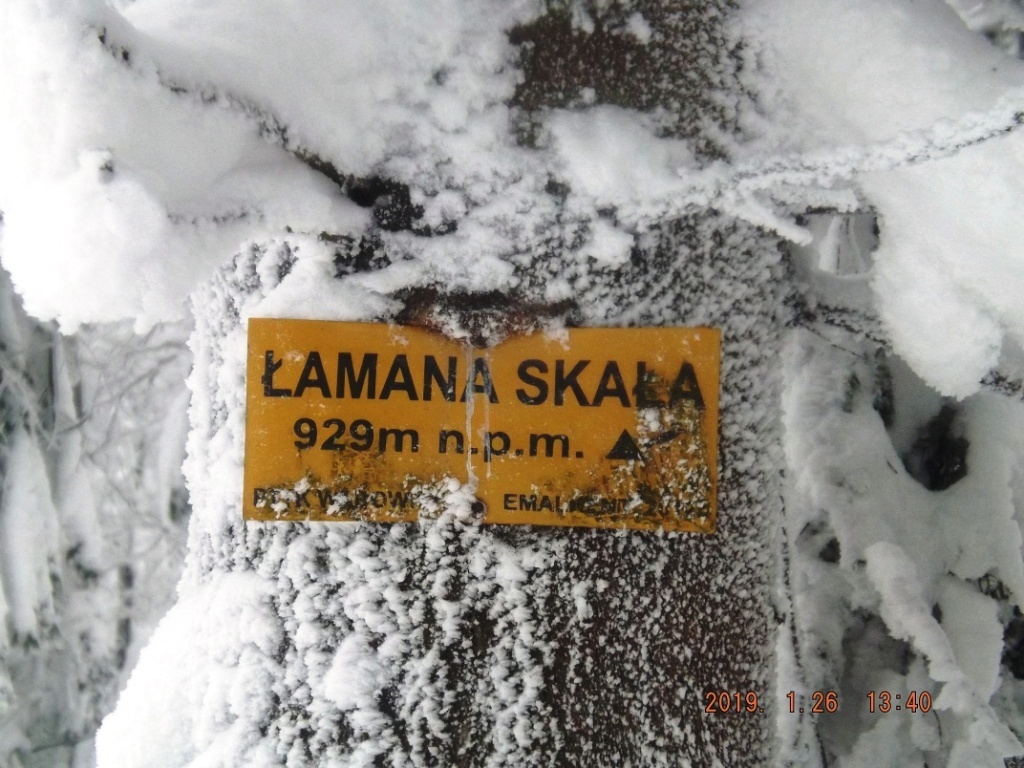 ŁAMANA SKAŁA
929m n.p.m.
2019. 1.26 13:40